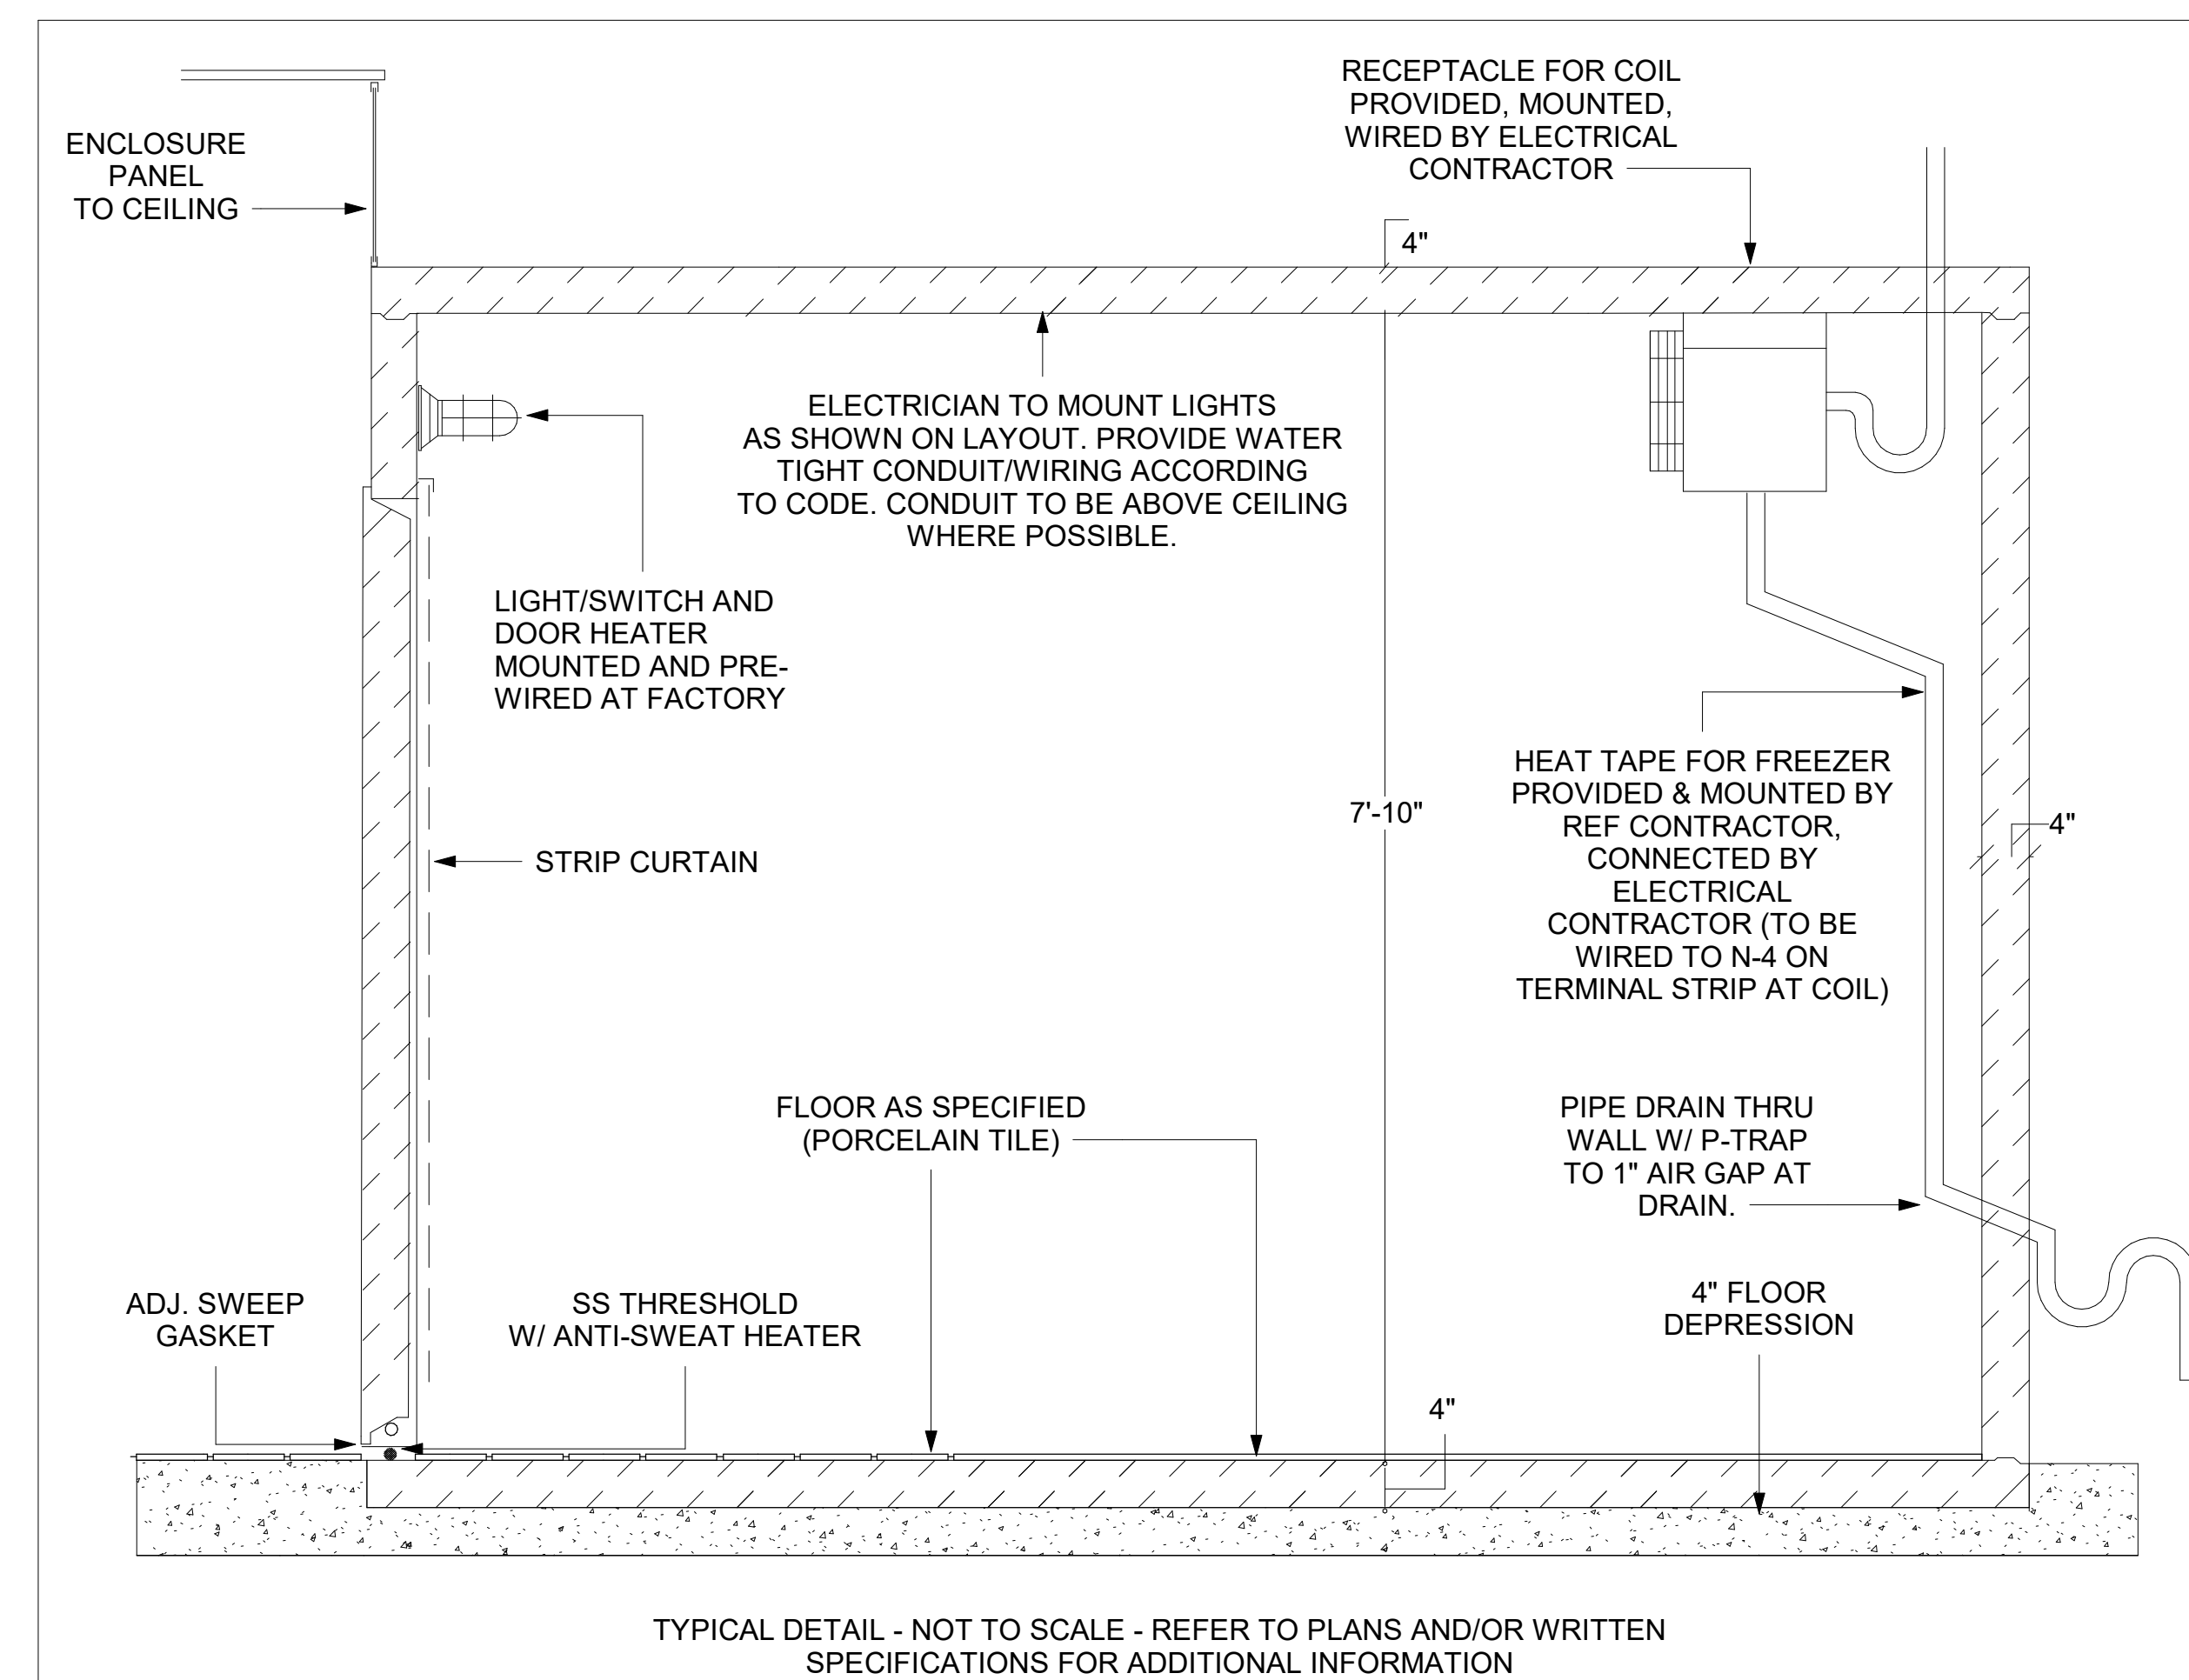 RECEPTACLE FOR COIL
PROVIDED, MOUNTED,
WIRED BY ELECTRICAL
CONTRACTOR
ENCLOSURE
PANEL
TO CEILING
4"
ELECTRICIAN TO MOUNT LIGHTS
AS SHOWN ON LAYOUT. PROVIDE WATER
TIGHT CONDUIT/WIRING ACCORDING
TO CODE. CONDUIT TO BE ABOVE CEILING
WHERE POSSIBLE.
LIGHT/SWITCH AND
DOOR HEATER
MOUNTED AND PRE-
WIRED AT FACTORY
HEAT TAPE FOR FREEZER
PROVIDED & MOUNTED BY
REF CONTRACTOR,
CONNECTED BY
ELECTRICAL
CONTRACTOR (TO BE
WIRED TO N-4 ON
TERMINAL STRIP AT COIL)
7'-10"
4"
STRIP CURTAIN
FLOOR AS SPECIFIED
(PORCELAIN TILE)
PIPE DRAIN THRU
WALL W/ P-TRAP
TO 1" AIR GAP AT
DRAIN.
ADJ. SWEEP
GASKET
SS THRESHOLD
W/ ANTI-SWEAT HEATER
4" FLOOR
DEPRESSION
4"
TYPICAL DETAIL - NOT TO SCALE - REFER TO PLANS AND/OR WRITTEN
SPECIFICATIONS FOR ADDITIONAL INFORMATION